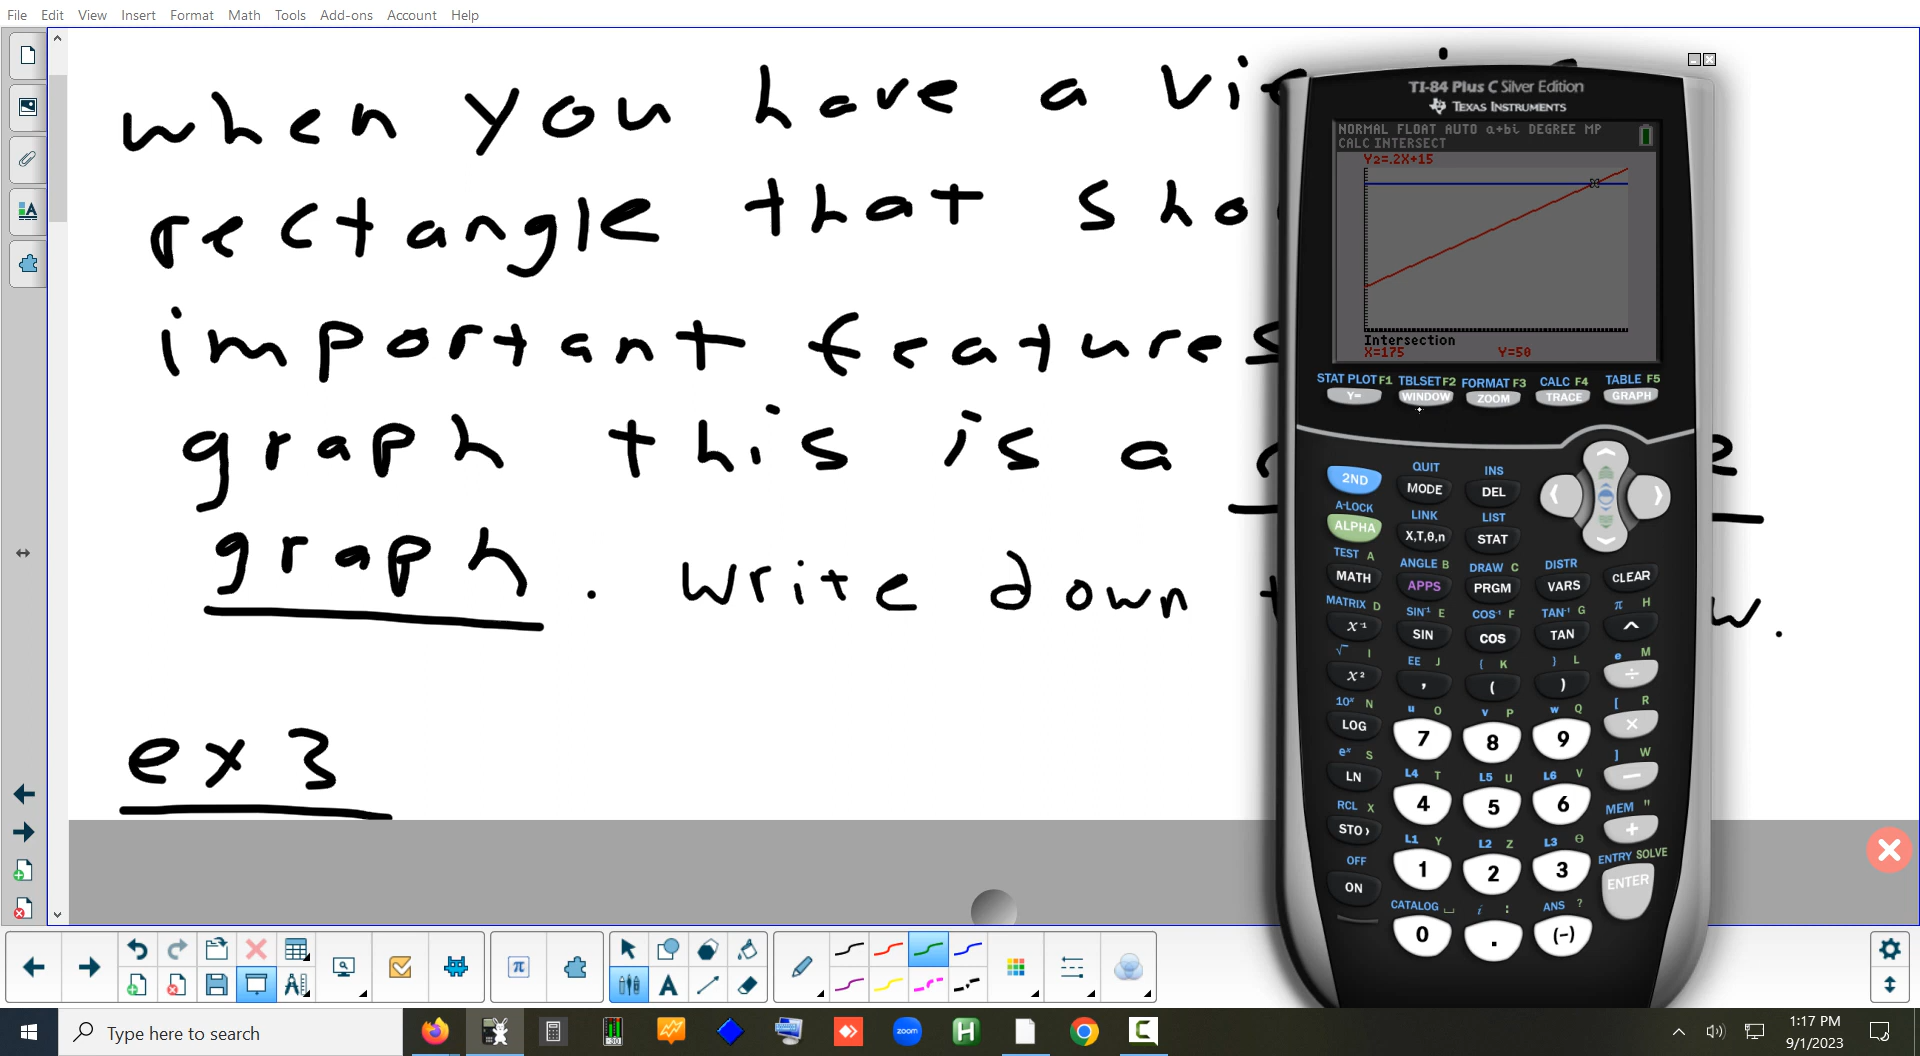 File Edit View Insert Format Math Tools Add-ons Account Help
when you have a
rectangle that
important features
graph this is a
graph. write down
ex 3
TI-84 Plus C Silver Edition
TEXAS INSTRUMENTS
NORMAL FLOAT AUTO a+bi DEGREE MP
CALC INTERSECT
Y2=.2X+15
Intersection
X=175 Y=50
STAT PLOT F1 TBLSET F2 FORMAT F3 CALC F4 TABLE F5
Y= WINDOW ZOOM TRACE GRAPH
QUIT INS
2ND MODE DEL
A-LOCK LINK LIST
ALPHA X,T,θ,n STAT
TEST A ANGLE B DRAW C DISTR
MATH APPS PRGM VARS CLEAR
MATRIX D SIN⁻¹ E COS⁻¹ F TAN⁻¹ G π H
X⁻¹ SIN COS TAN ^
√ I EE J { K } L e M
X² , ( ) ÷
10ˣ N u O v P w Q [ R
LOG 7 8 9 ×
eˣ S L4 T L5 U L6 V ] W
LN 4 5 6 −
RCL X L1 Y L2 Z L3 θ MEM "
STO› 1 2 3 +
OFF CATALOG i : ANS ? ENTRY SOLVE
ON 0 . (−) ENTER
Type here to search
zoom
1:17 PM
9/1/2023